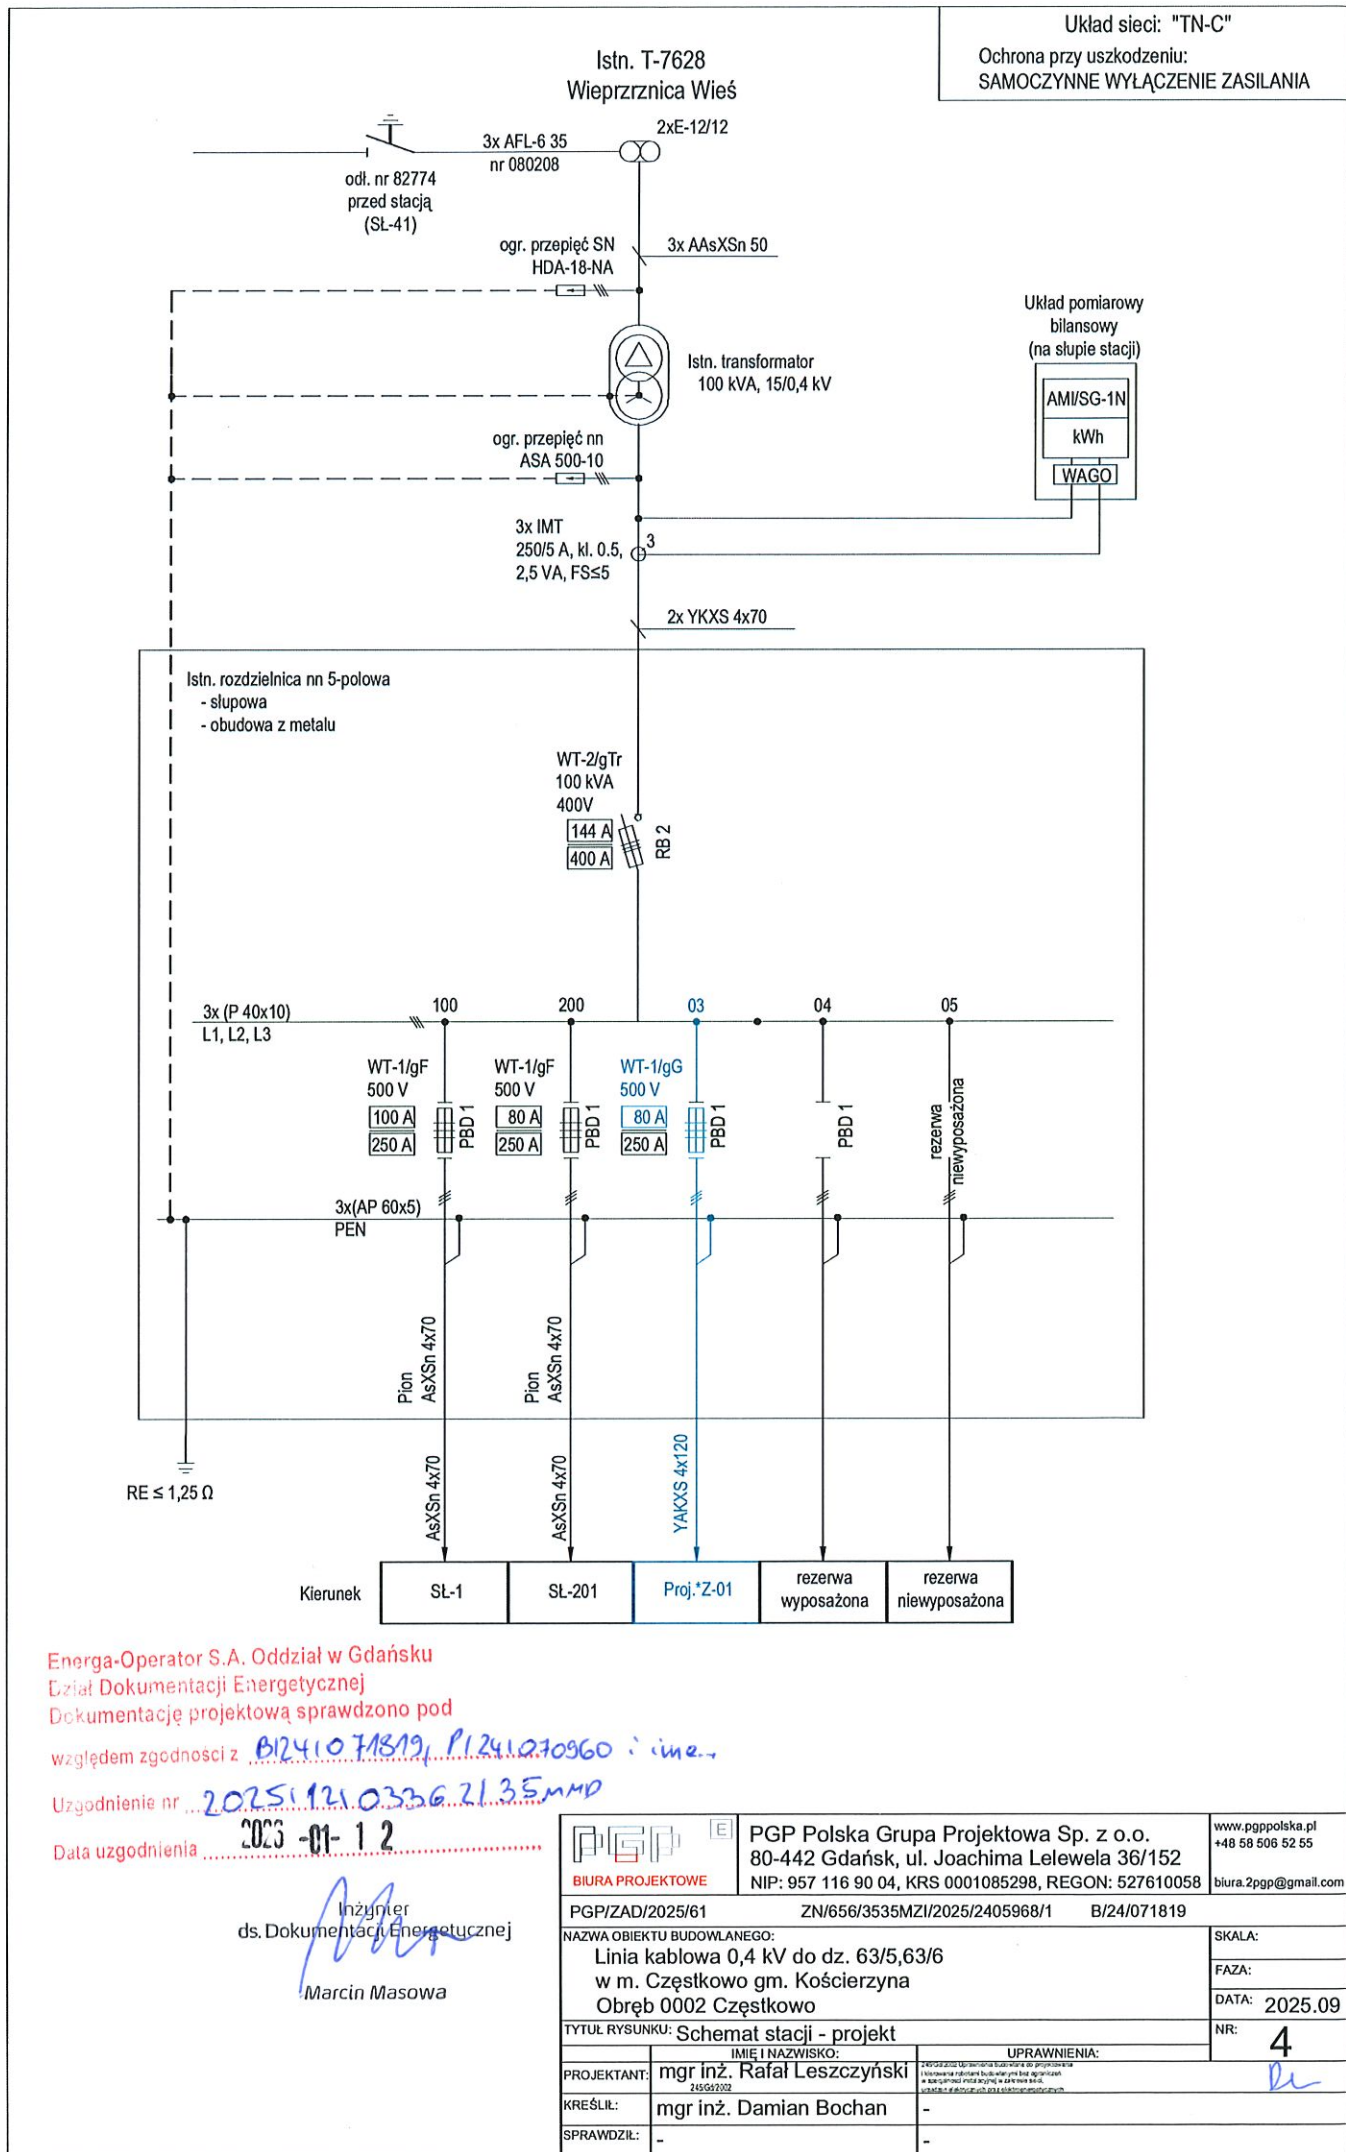 Układ sieci: "TN-C"
Ochrona przy uszkodzeniu:
SAMOCZYNNE WYŁĄCZENIE ZASILANIA
Istn. T-7628
Wieprzrznica Wieś
2xE-12/12
3x AFL-6 35
nr 080208
odł. nr 82774
przed stacją
(SŁ-41)
ogr. przepięć SN
HDA-18-NA
3x AAsXSn 50
Układ pomiarowy
bilansowy
(na słupie stacji)
AMI/SG-1N
kWh
WAGO
Istn. transformator
100 kVA, 15/0,4 kV
ogr. przepięć nn
ASA 500-10
3x IMT
250/5 A, kl. 0.5,
2,5 VA, FS≤5
3
2x YKXS 4x70
Istn. rozdzielnica nn 5-polowa
- słupowa
- obudowa z metalu
WT-2/gTr
100 kVA
400V
144 A
400 A
RB 2
3x (P 40x10)
L1, L2, L3
100
200
03
04
05
WT-1/gF
500 V
100 A
250 A
PBD 1
WT-1/gF
500 V
80 A
250 A
PBD 1
WT-1/gG
500 V
80 A
250 A
PBD 1
PBD 1
rezerwa
niewyposażona
3x(AP 60x5)
PEN
Pion
AsXSn 4x70
Pion
AsXSn 4x70
RE ≤ 1,25 Ω
AsXSn 4x70
AsXSn 4x70
YAKXS 4x120
Kierunek
SŁ-1
SŁ-201
Proj.*Z-01
rezerwa
wyposażona
rezerwa
niewyposażona
Energa-Operator S.A. Oddział w Gdańsku
Dział Dokumentacji Energetycznej
Dokumentację projektową sprawdzono pod
względem zgodności z B/24/071819, P/24/070960 i inne
Uzgodnienie nr 2025/12/03362/35MMD
Data uzgodnienia 2026 -01- 1 2
Inżynier
ds. Dokumentacji Energetycznej
Marcin Masowa
PGP E
BIURA PROJEKTOWE
PGP Polska Grupa Projektowa Sp. z o.o.
80-442 Gdańsk, ul. Joachima Lelewela 36/152
NIP: 957 116 90 04, KRS 0001085298, REGON: 527610058
www.pgppolska.pl
+48 58 506 52 55
biura.2pgp@gmail.com
PGP/ZAD/2025/61 ZN/656/3535MZI/2025/2405968/1 B/24/071819
NAZWA OBIEKTU BUDOWLANEGO:
Linia kablowa 0,4 kV do dz. 63/5,63/6
w m. Częstkowo gm. Kościerzyna
Obręb 0002 Częstkowo
SKALA:
FAZA:
DATA: 2025.09
TYTUŁ RYSUNKU: Schemat stacji - projekt
NR: 4
IMIĘ I NAZWISKO: UPRAWNIENIA:
PROJEKTANT: mgr inż. Rafał Leszczyński
245/Gd/2002
KREŚLIŁ: mgr inż. Damian Bochan -
SPRAWDZIŁ: - -